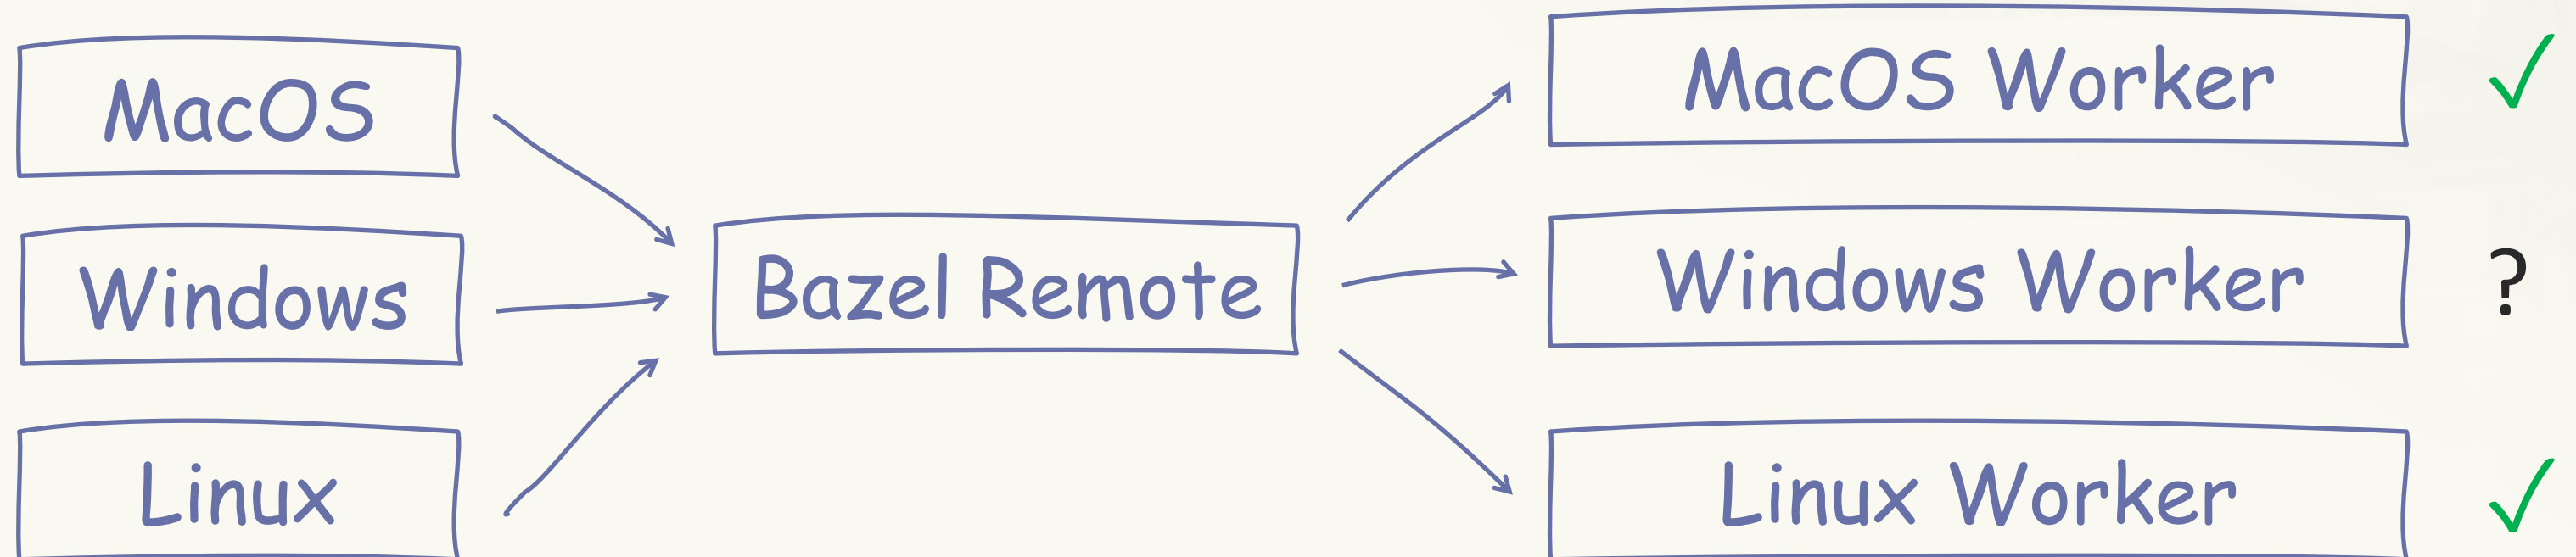 MacOS
Windows
Linux
Bazel Remote
MacOS Worker
✓
Windows Worker
?
Linux Worker
✓